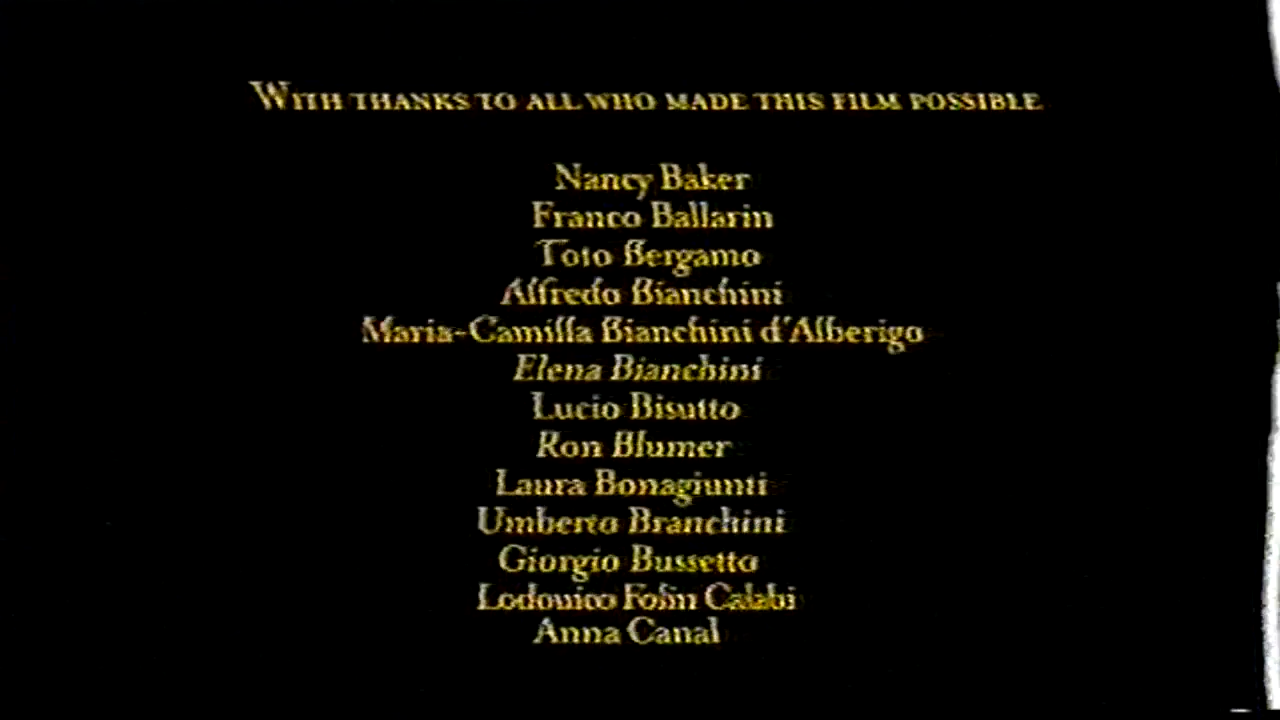 With thanks to all who made this film possible
Nancy Baker
Franco Ballarin
Toto Bergamo
Alfredo Bianchini
Maria-Camilla Bianchini d'Alberigo
Elena Bianchini
Lucio Bisutto
Ron Blumer
Laura Bonagiunti
Umberto Branchini
Giorgio Bussetto
Lodovico Folin Calabi
Anna Canal